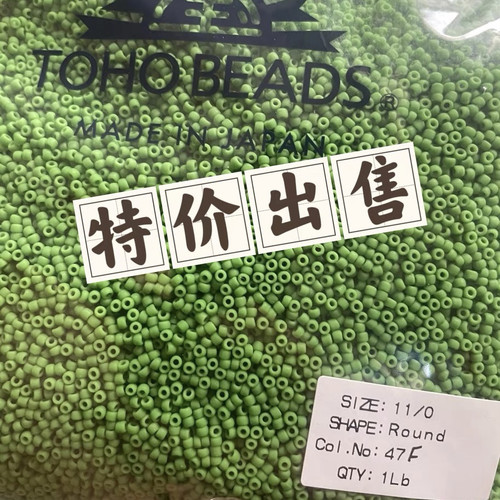 TOHO BEADS®
MADE IN JAPAN
特价出售
SIZE: 11/0
SHAPE: Round
Col.No: 47F
QTY: 1Lb